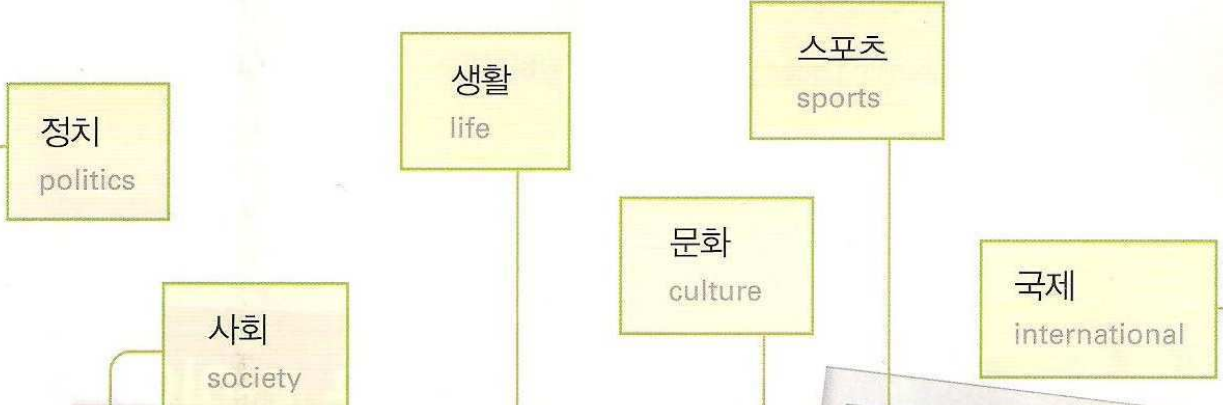 정치
politics
사회
society
생활
life
문화
culture
스포츠
sports
국제
international